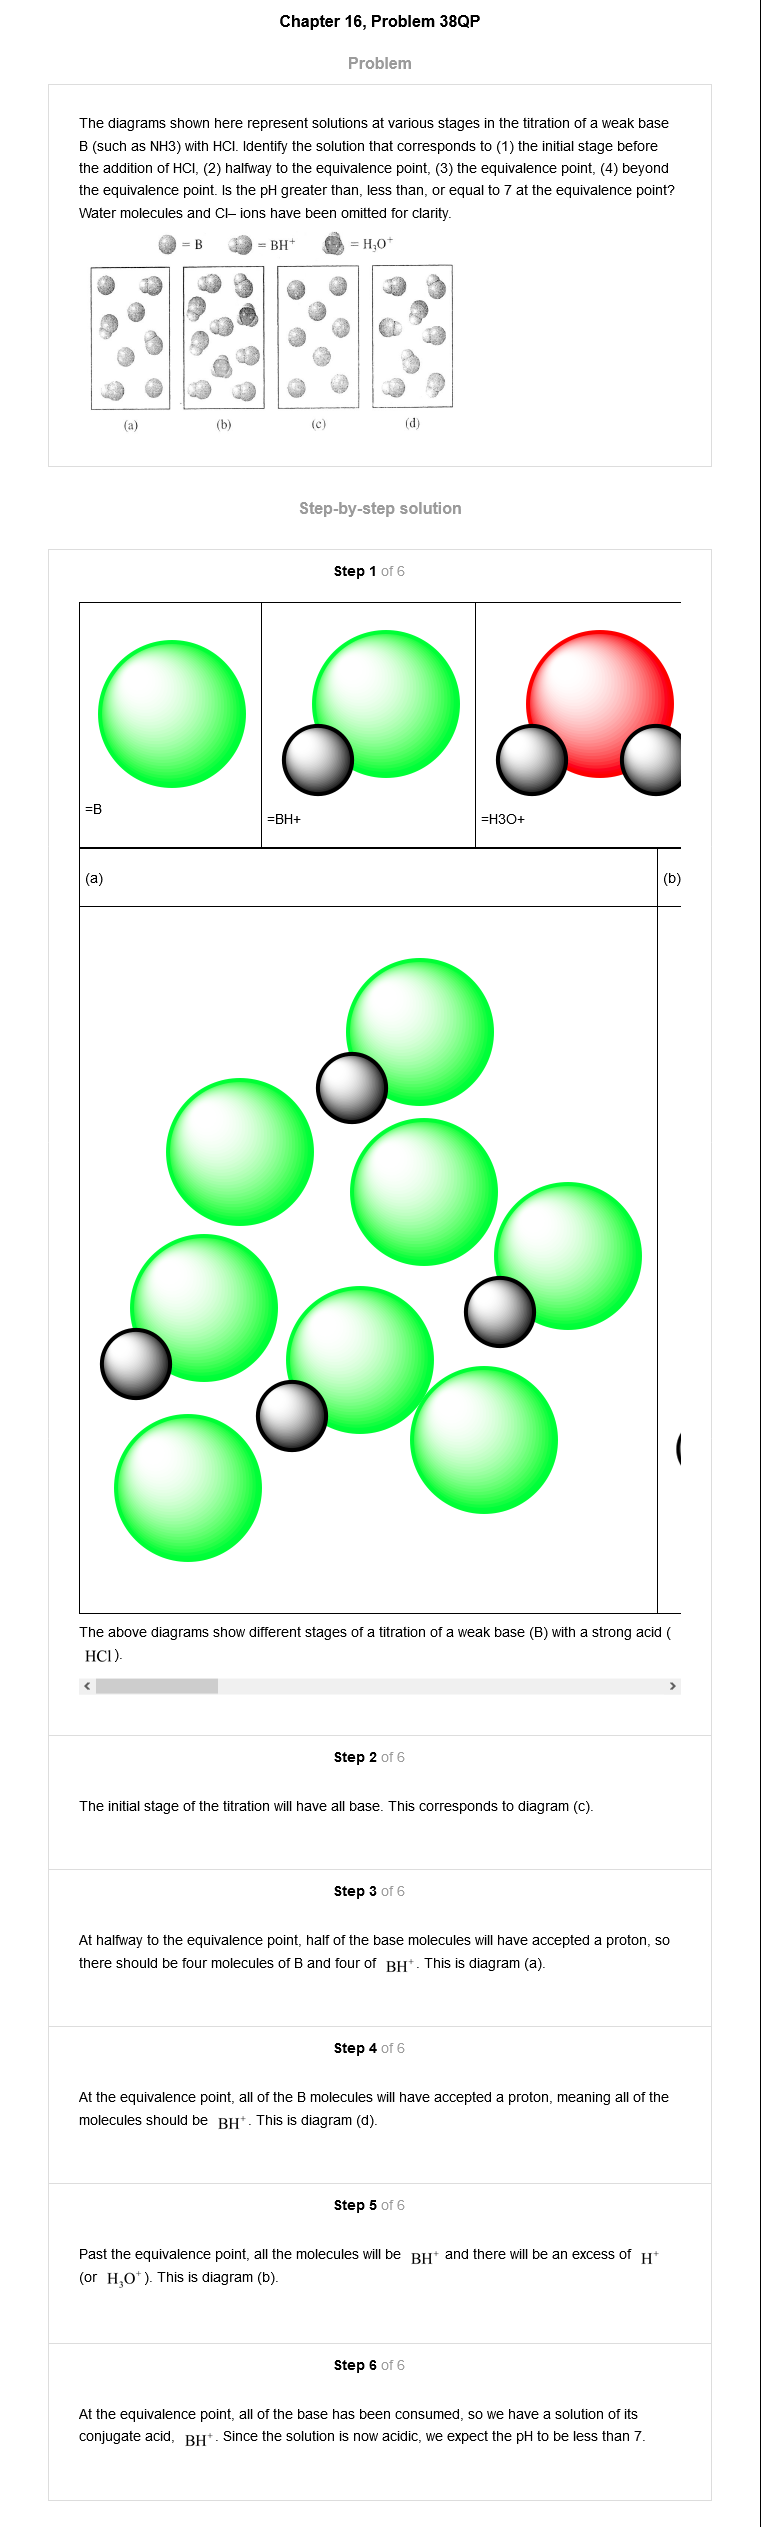 Chapter 16, Problem 38QP
Problem
The diagrams shown here represent solutions at various stages in the titration of a weak base
B (such as NH3) with HCl. Identify the solution that corresponds to (1) the initial stage before
the addition of HCl, (2) halfway to the equivalence point, (3) the equivalence point, (4) beyond
the equivalence point. Is the pH greater than, less than, or equal to 7 at the equivalence point?
Water molecules and Cl– ions have been omitted for clarity.
= B = BH⁺ = H₃O⁺
(a) (b) (c) (d)
Step-by-step solution
Step 1 of 6
=B =BH+ =H3O+
(a) (b)
The above diagrams show different stages of a titration of a weak base (B) with a strong acid (
HCl).
Step 2 of 6
The initial stage of the titration will have all base. This corresponds to diagram (c).
Step 3 of 6
At halfway to the equivalence point, half of the base molecules will have accepted a proton, so
there should be four molecules of B and four of BH⁺. This is diagram (a).
Step 4 of 6
At the equivalence point, all of the B molecules will have accepted a proton, meaning all of the
molecules should be BH⁺. This is diagram (d).
Step 5 of 6
Past the equivalence point, all the molecules will be BH⁺ and there will be an excess of H⁺
(or H₃O⁺). This is diagram (b).
Step 6 of 6
At the equivalence point, all of the base has been consumed, so we have a solution of its
conjugate acid, BH⁺. Since the solution is now acidic, we expect the pH to be less than 7.